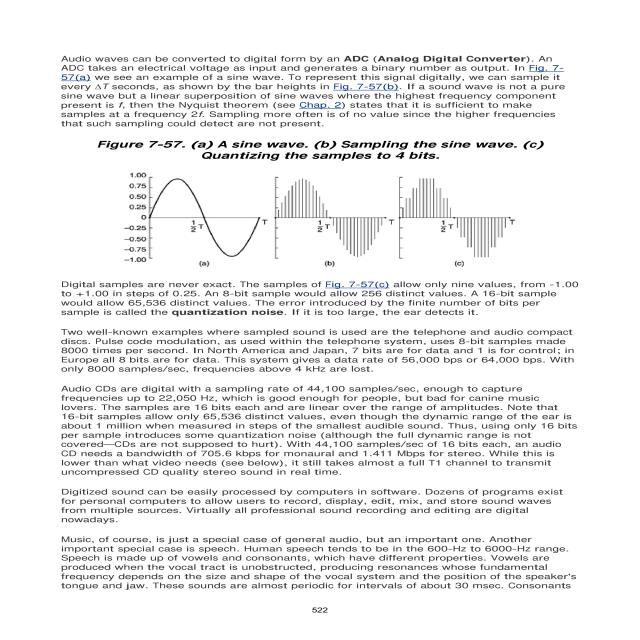 Audio waves can be converted to digital form by an ADC (Analog Digital Converter). An
ADC takes an electrical voltage as input and generates a binary number as output. In Fig. 7-
57(a) we see an example of a sine wave. To represent this signal digitally, we can sample it
every ΔT seconds, as shown by the bar heights in Fig. 7-57(b). If a sound wave is not a pure
sine wave but a linear superposition of sine waves where the highest frequency component
present is f, then the Nyquist theorem (see Chap. 2) states that it is sufficient to make
samples at a frequency 2f. Sampling more often is of no value since the higher frequencies
that such sampling could detect are not present.
Figure 7-57. (a) A sine wave. (b) Sampling the sine wave. (c)
Quantizing the samples to 4 bits.
1.00
0.75
0.50
0.25
0
−0.25
−0.50
−0.75
−1.00
1/2 T
T
1/2 T
T
1/2 T
T
(a)
(b)
(c)
Digital samples are never exact. The samples of Fig. 7-57(c) allow only nine values, from -1.00
to +1.00 in steps of 0.25. An 8-bit sample would allow 256 distinct values. A 16-bit sample
would allow 65,536 distinct values. The error introduced by the finite number of bits per
sample is called the quantization noise. If it is too large, the ear detects it.
Two well-known examples where sampled sound is used are the telephone and audio compact
discs. Pulse code modulation, as used within the telephone system, uses 8-bit samples made
8000 times per second. In North America and Japan, 7 bits are for data and 1 is for control; in
Europe all 8 bits are for data. This system gives a data rate of 56,000 bps or 64,000 bps. With
only 8000 samples/sec, frequencies above 4 kHz are lost.
Audio CDs are digital with a sampling rate of 44,100 samples/sec, enough to capture
frequencies up to 22,050 Hz, which is good enough for people, but bad for canine music
lovers. The samples are 16 bits each and are linear over the range of amplitudes. Note that
16-bit samples allow only 65,536 distinct values, even though the dynamic range of the ear is
about 1 million when measured in steps of the smallest audible sound. Thus, using only 16 bits
per sample introduces some quantization noise (although the full dynamic range is not
covered—CDs are not supposed to hurt). With 44,100 samples/sec of 16 bits each, an audio
CD needs a bandwidth of 705.6 kbps for monaural and 1.411 Mbps for stereo. While this is
lower than what video needs (see below), it still takes almost a full T1 channel to transmit
uncompressed CD quality stereo sound in real time.
Digitized sound can be easily processed by computers in software. Dozens of programs exist
for personal computers to allow users to record, display, edit, mix, and store sound waves
from multiple sources. Virtually all professional sound recording and editing are digital
nowadays.
Music, of course, is just a special case of general audio, but an important one. Another
important special case is speech. Human speech tends to be in the 600-Hz to 6000-Hz range.
Speech is made up of vowels and consonants, which have different properties. Vowels are
produced when the vocal tract is unobstructed, producing resonances whose fundamental
frequency depends on the size and shape of the vocal system and the position of the speaker's
tongue and jaw. These sounds are almost periodic for intervals of about 30 msec. Consonants
522